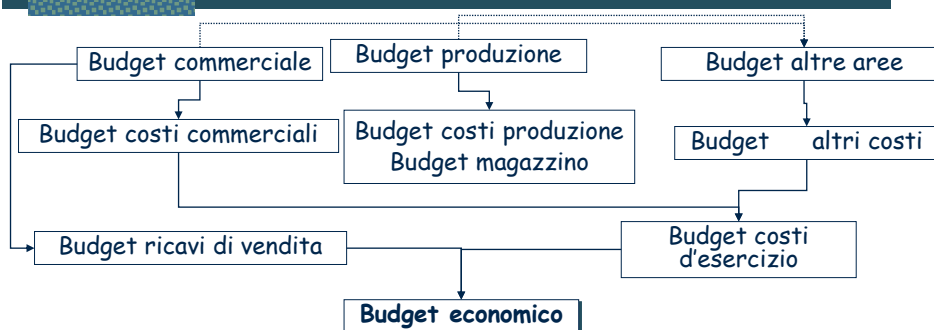 Budget commerciale
Budget produzione
Budget altre aree
Budget costi commerciali
Budget costi produzione
Budget magazzino
Budget altri costi
Budget ricavi di vendita
Budget costi
d'esercizio
Budget economico